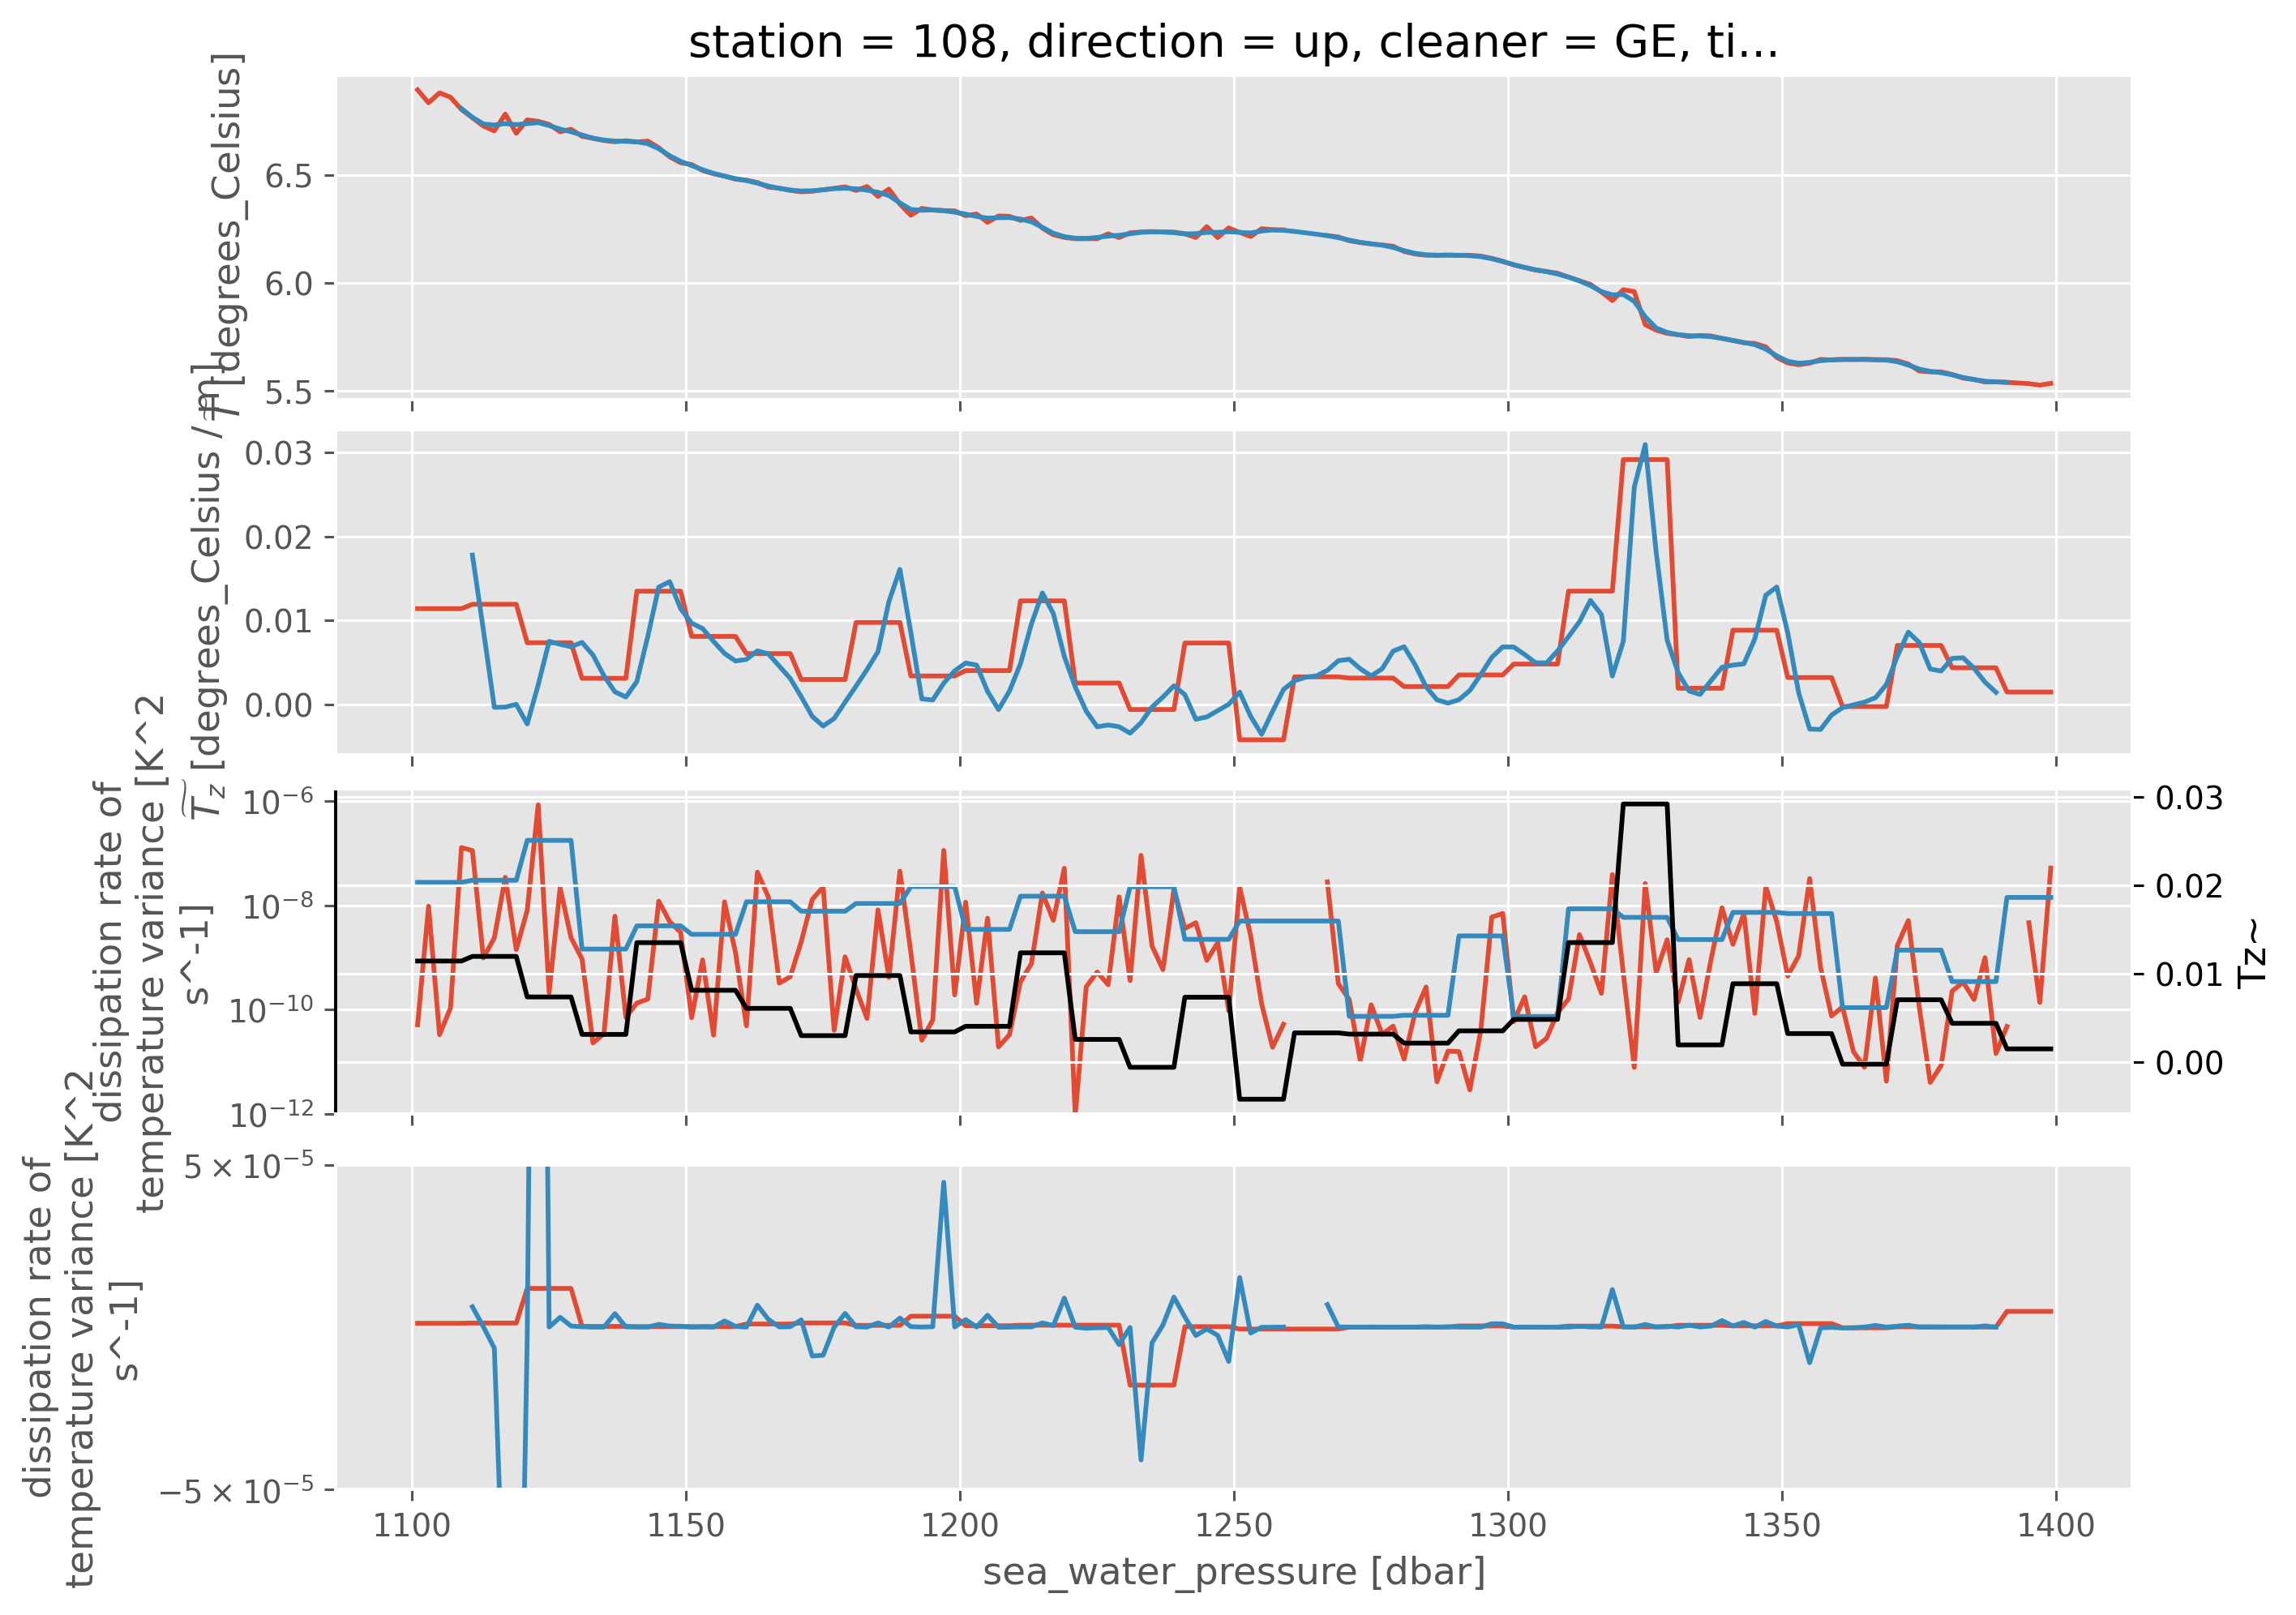 station = 108, direction = up, cleaner = GE, ti...
T̃ [degrees_Celsius]
6.5
6.0
5.5
T̃z [degrees_Celsius / m]
0.03
0.02
0.01
0.00
dissipation rate of
temperature variance [K^2
s^-1]
10⁻⁶
10⁻⁸
10⁻¹⁰
10⁻¹²
0.03
0.02
0.01
0.00
Tz~
dissipation rate of
temperature variance [K^2
s^-1]
5 × 10⁻⁵
−5 × 10⁻⁵
1100 1150 1200 1250 1300 1350 1400
sea_water_pressure [dbar]